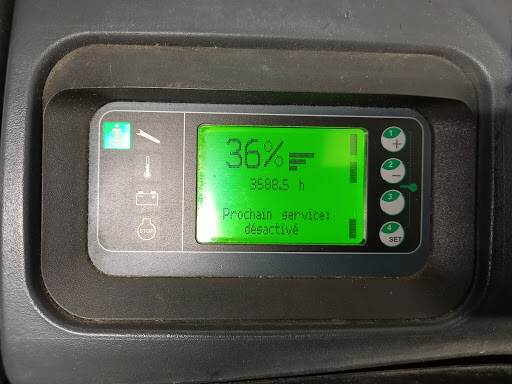 36%
3588.5 h
Prochain service:
désactivé
1 +
2 −
3
4 SET
STOP